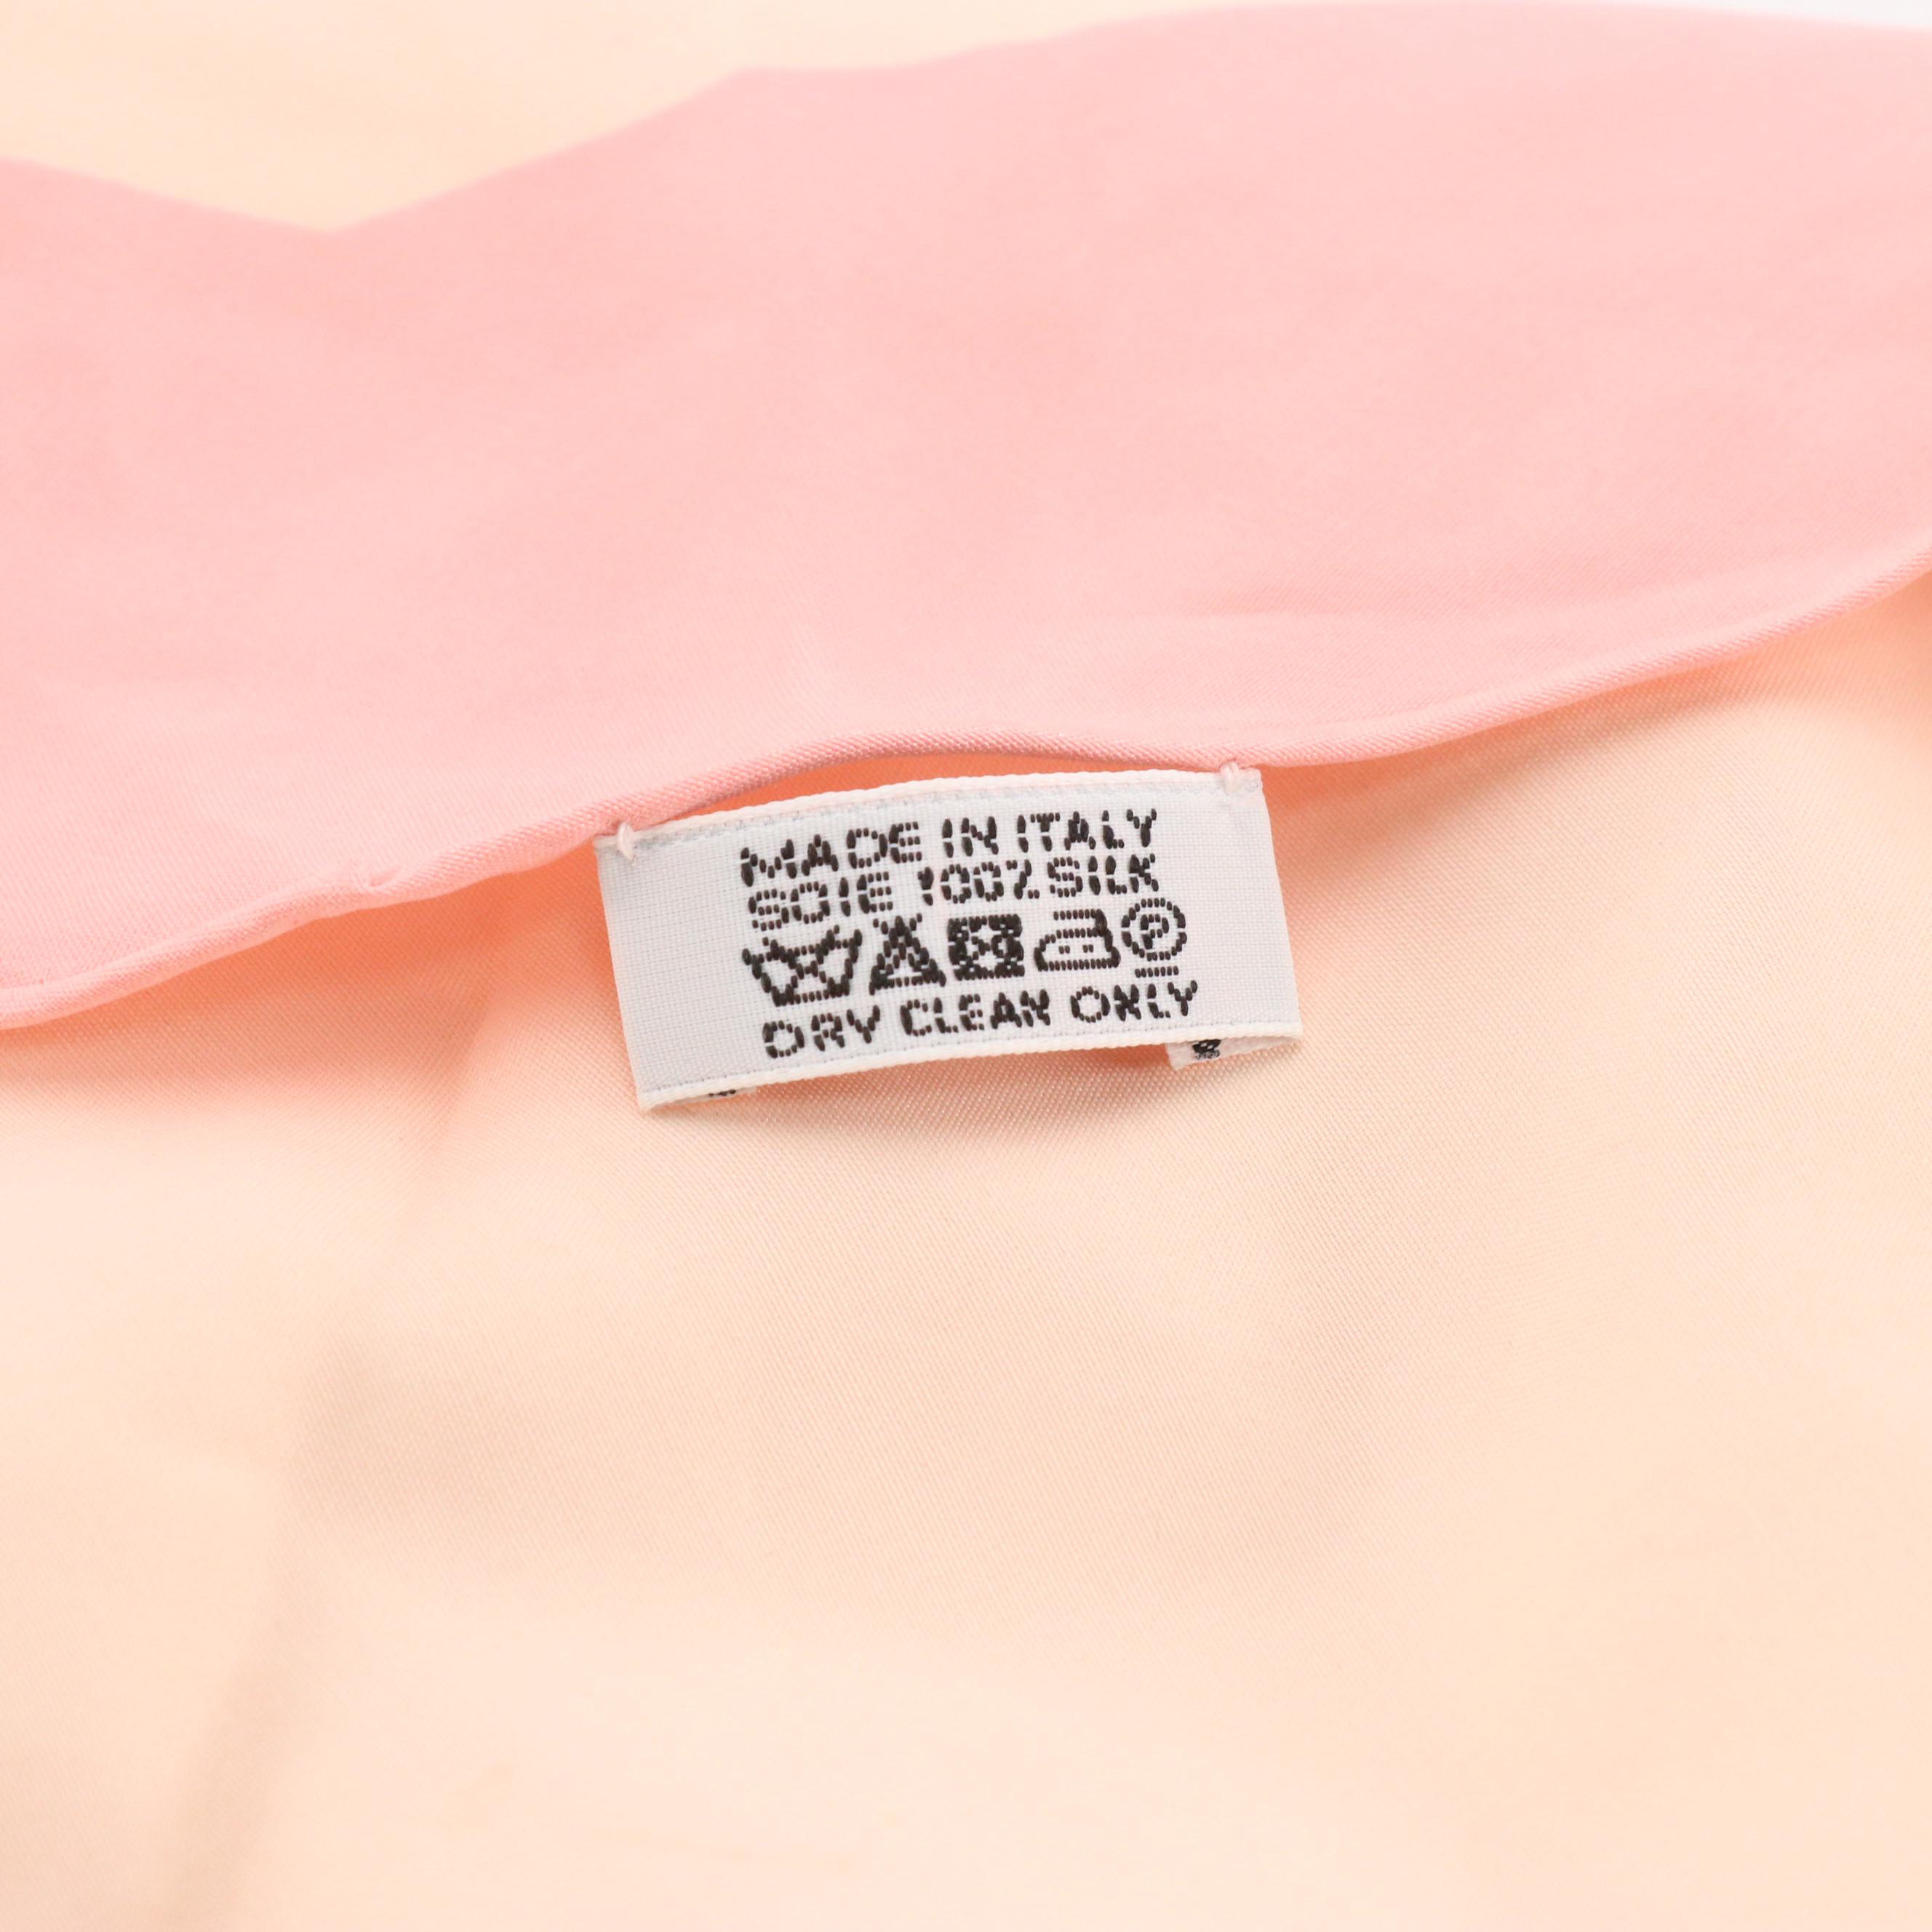 MADE IN ITALY
SOIE 100% SILK
P
DRY CLEAN ONLY